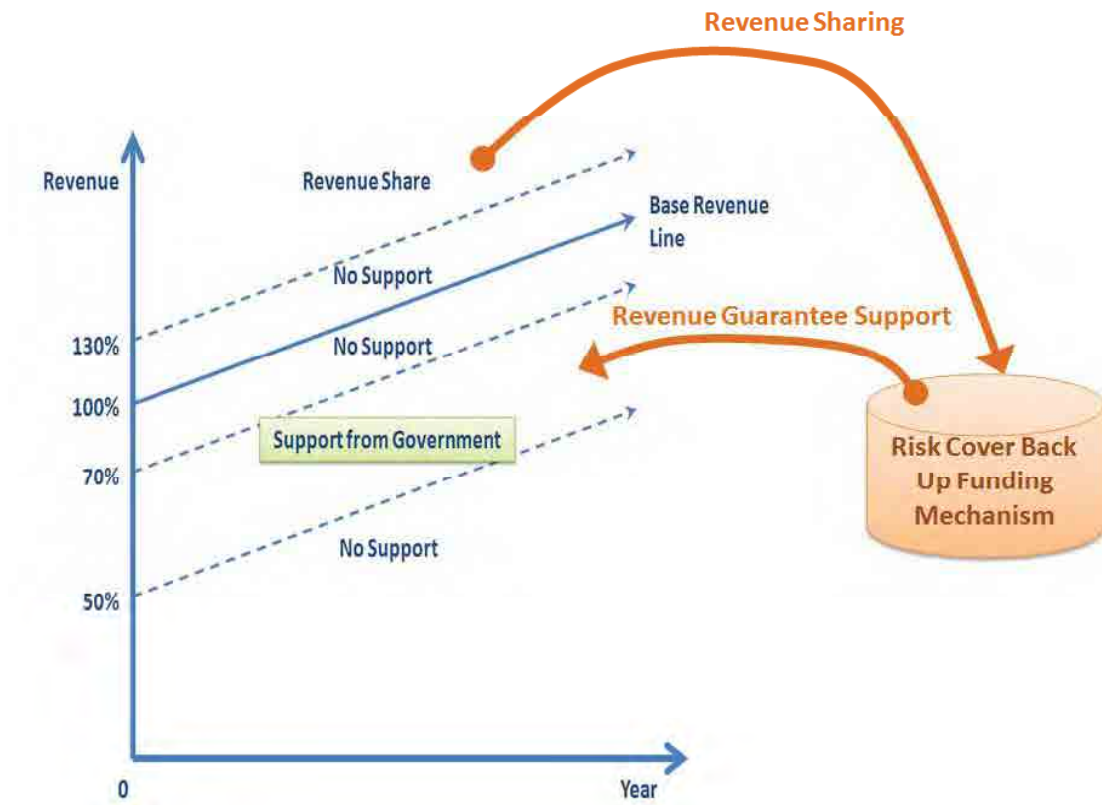 Revenue Sharing
Revenue
Revenue Share
Base Revenue
Line
No Support
Revenue Guarantee Support
130%
No Support
100%
Support from Government
70%
Risk Cover Back
Up Funding
Mechanism
No Support
50%
0
Year